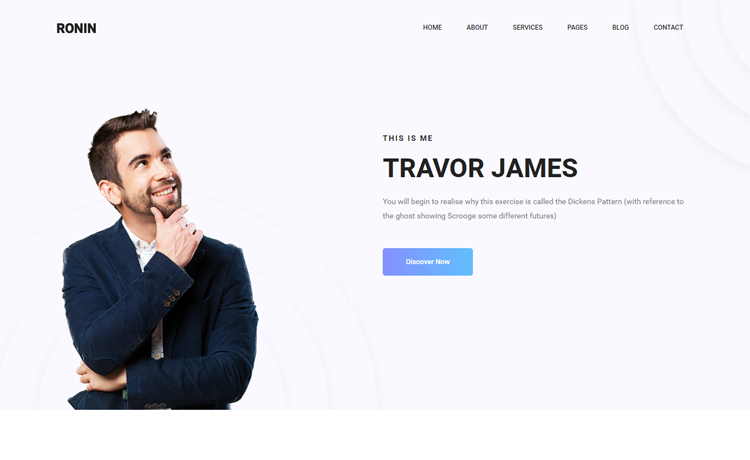 RONIN
HOME ABOUT SERVICES PAGES BLOG CONTACT
THIS IS ME
TRAVOR JAMES
You will begin to realise why this exercise is called the Dickens Pattern (with reference to
the ghost showing Scrooge some different futures)
Discover Now